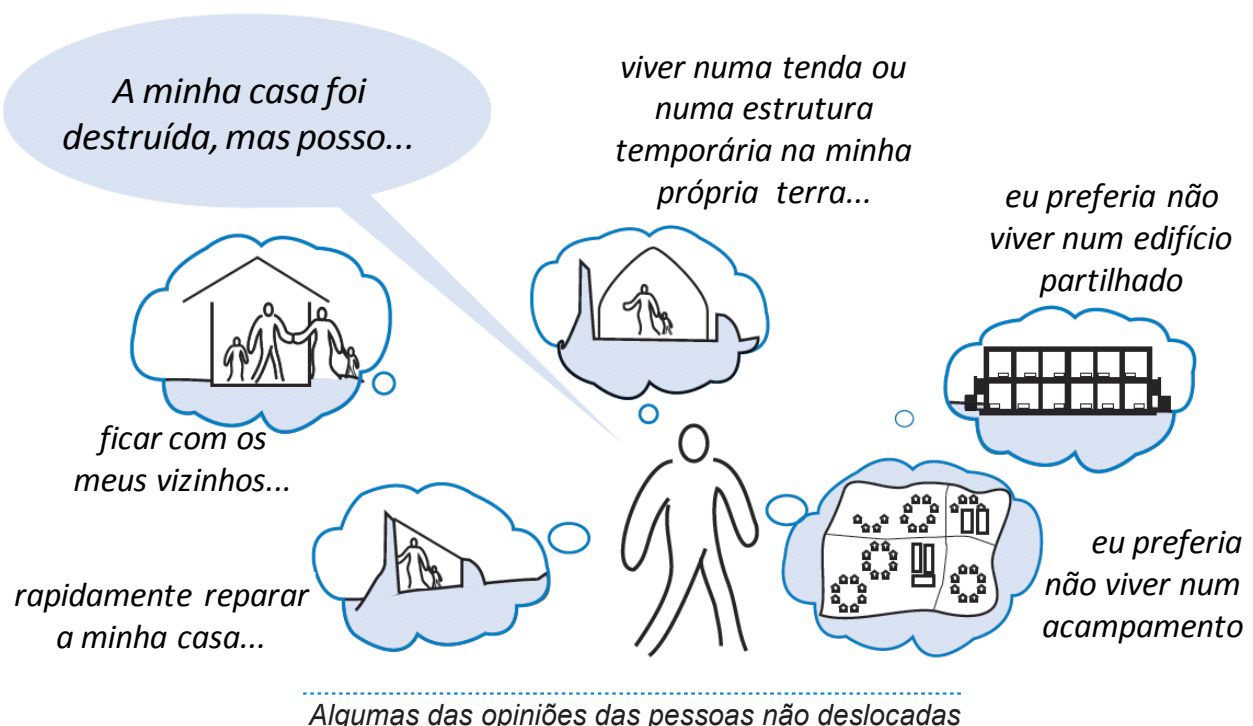 A minha casa foi
destruída, mas posso...
viver numa tenda ou
numa estrutura
temporária na minha
própria terra...
eu preferia não
viver num edifício
partilhado
ficar com os
meus vizinhos...
rapidamente reparar
a minha casa...
eu preferia
não viver num
acampamento
Algumas das opiniões das pessoas não deslocadas